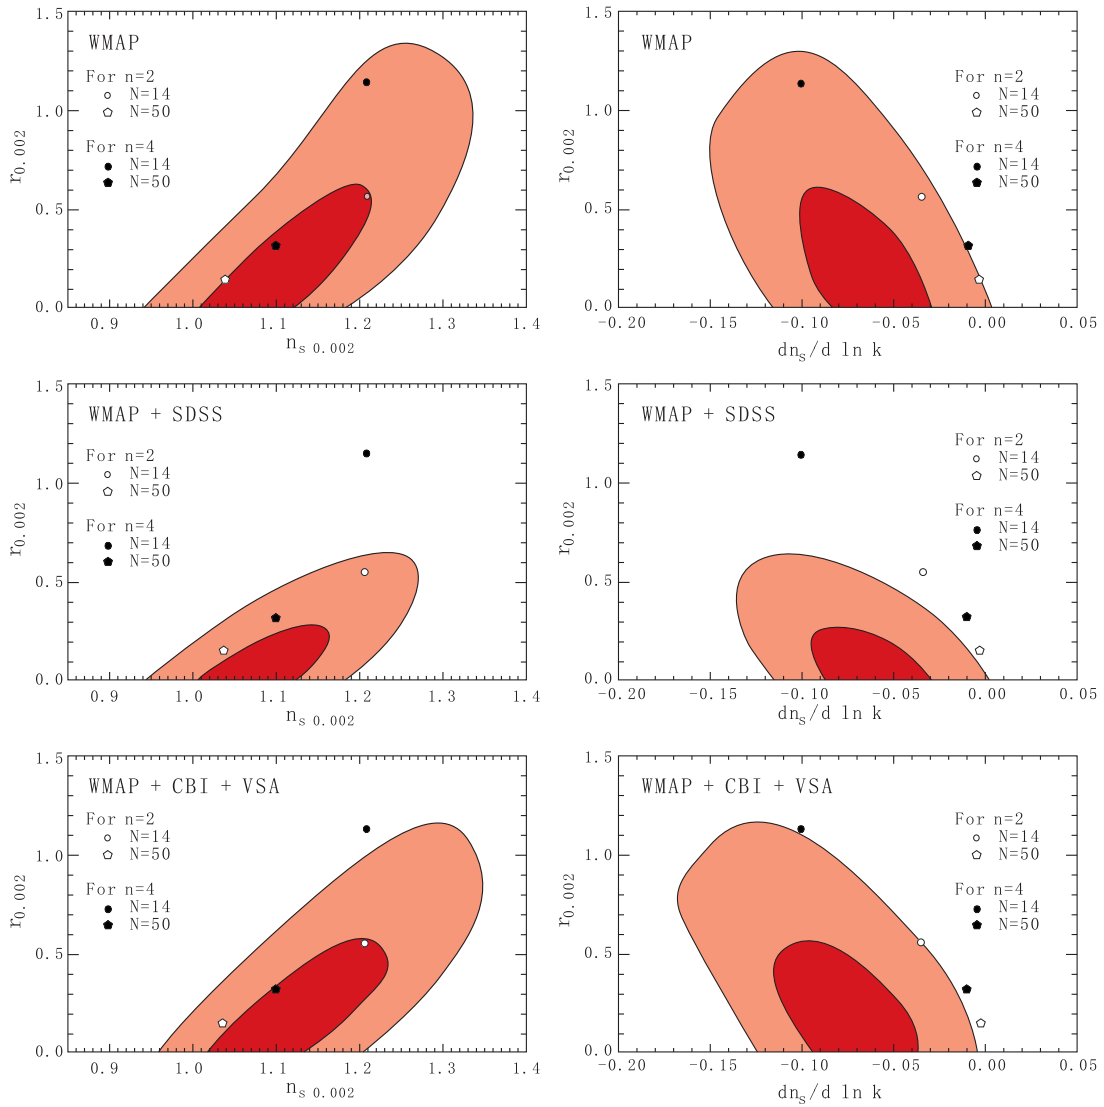 1.5
WMAP
For n=2
N=14
N=50
1.0
For n=4
N=14
N=50
r0.002
0.5
0.0
0.9 1.0 1.1 1.2 1.3 1.4
ns 0.002
1.5
WMAP
For n=2
N=14
N=50
1.0
For n=4
N=14
N=50
r0.002
0.5
0.0
−0.20 −0.15 −0.10 −0.05 0.00 0.05
dns/d ln k
1.5
WMAP + SDSS
For n=2
N=14
N=50
1.0
For n=4
N=14
N=50
r0.002
0.5
0.0
0.9 1.0 1.1 1.2 1.3 1.4
ns 0.002
1.5
WMAP + SDSS
For n=2
N=14
N=50
1.0
For n=4
N=14
N=50
r0.002
0.5
0.0
−0.20 −0.15 −0.10 −0.05 0.00 0.05
dns/d ln k
1.5
WMAP + CBI + VSA
For n=2
N=14
N=50
1.0
For n=4
N=14
N=50
r0.002
0.5
0.0
0.9 1.0 1.1 1.2 1.3 1.4
ns 0.002
1.5
WMAP + CBI + VSA
For n=2
N=14
N=50
1.0
For n=4
N=14
N=50
r0.002
0.5
0.0
−0.20 −0.15 −0.10 −0.05 0.00 0.05
dns/d ln k